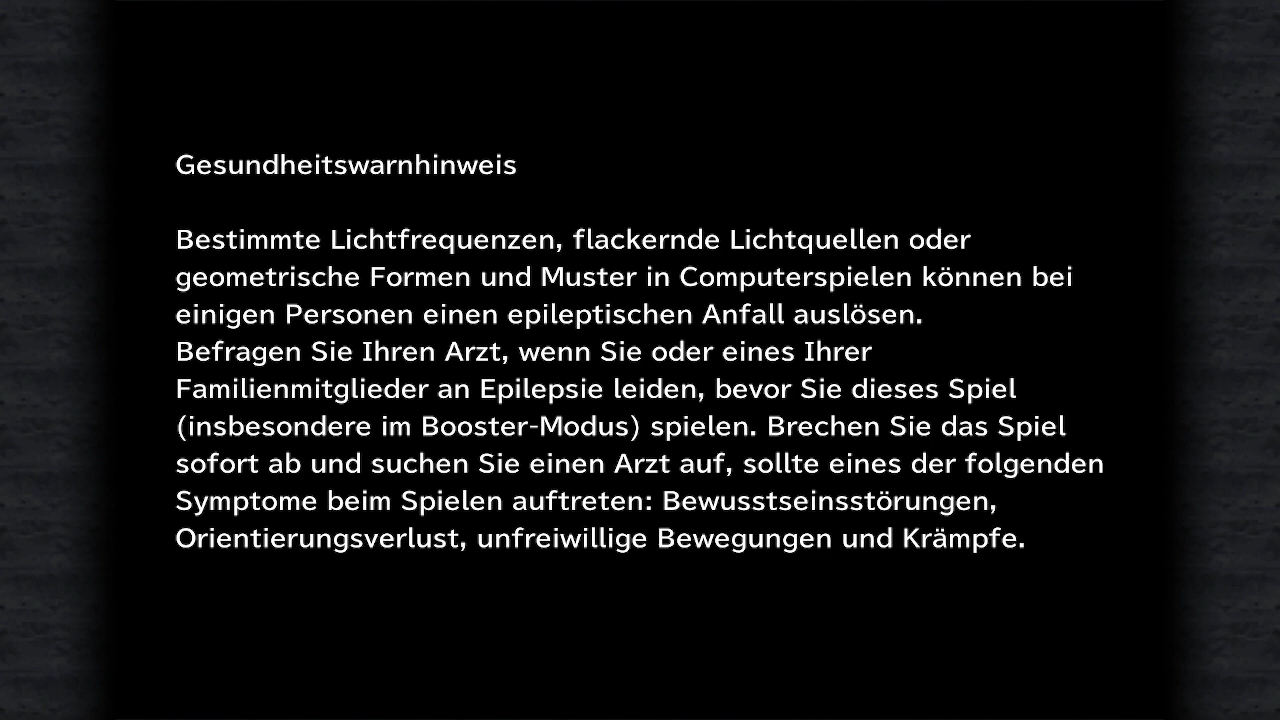 Gesundheitswarnhinweis
Bestimmte Lichtfrequenzen, flackernde Lichtquellen oder
geometrische Formen und Muster in Computerspielen können bei
einigen Personen einen epileptischen Anfall auslösen.
Befragen Sie Ihren Arzt, wenn Sie oder eines Ihrer
Familienmitglieder an Epilepsie leiden, bevor Sie dieses Spiel
(insbesondere im Booster-Modus) spielen. Brechen Sie das Spiel
sofort ab und suchen Sie einen Arzt auf, sollte eines der folgenden
Symptome beim Spielen auftreten: Bewusstseinsstörungen,
Orientierungsverlust, unfreiwillige Bewegungen und Krämpfe.